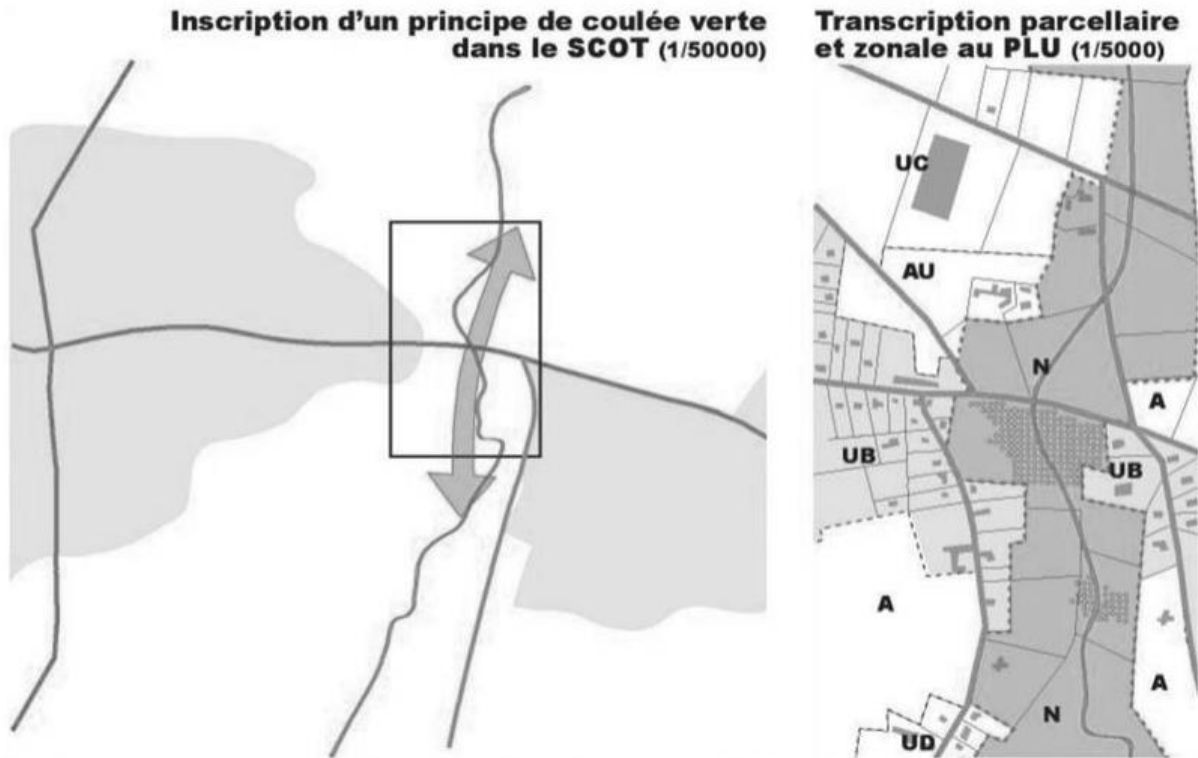 Inscription d'un principe de coulée verte
dans le SCOT (1/50000)
Transcription parcellaire
et zonale au PLU (1/5000)
UC
AU
N
A
UB
UB
A
A
N
UD